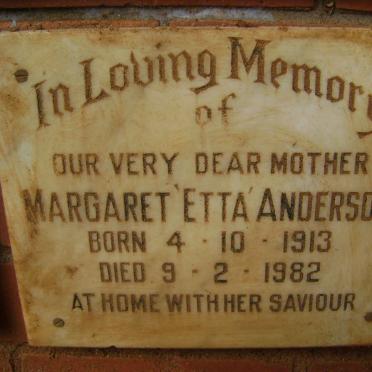 In Loving Memory
of
OUR VERY DEAR MOTHER
MARGARET 'ETTA' ANDERSO
BORN 4 · 10 · 1913
DIED 9 · 2 · 1982
AT HOME WITH HER SAVIOUR